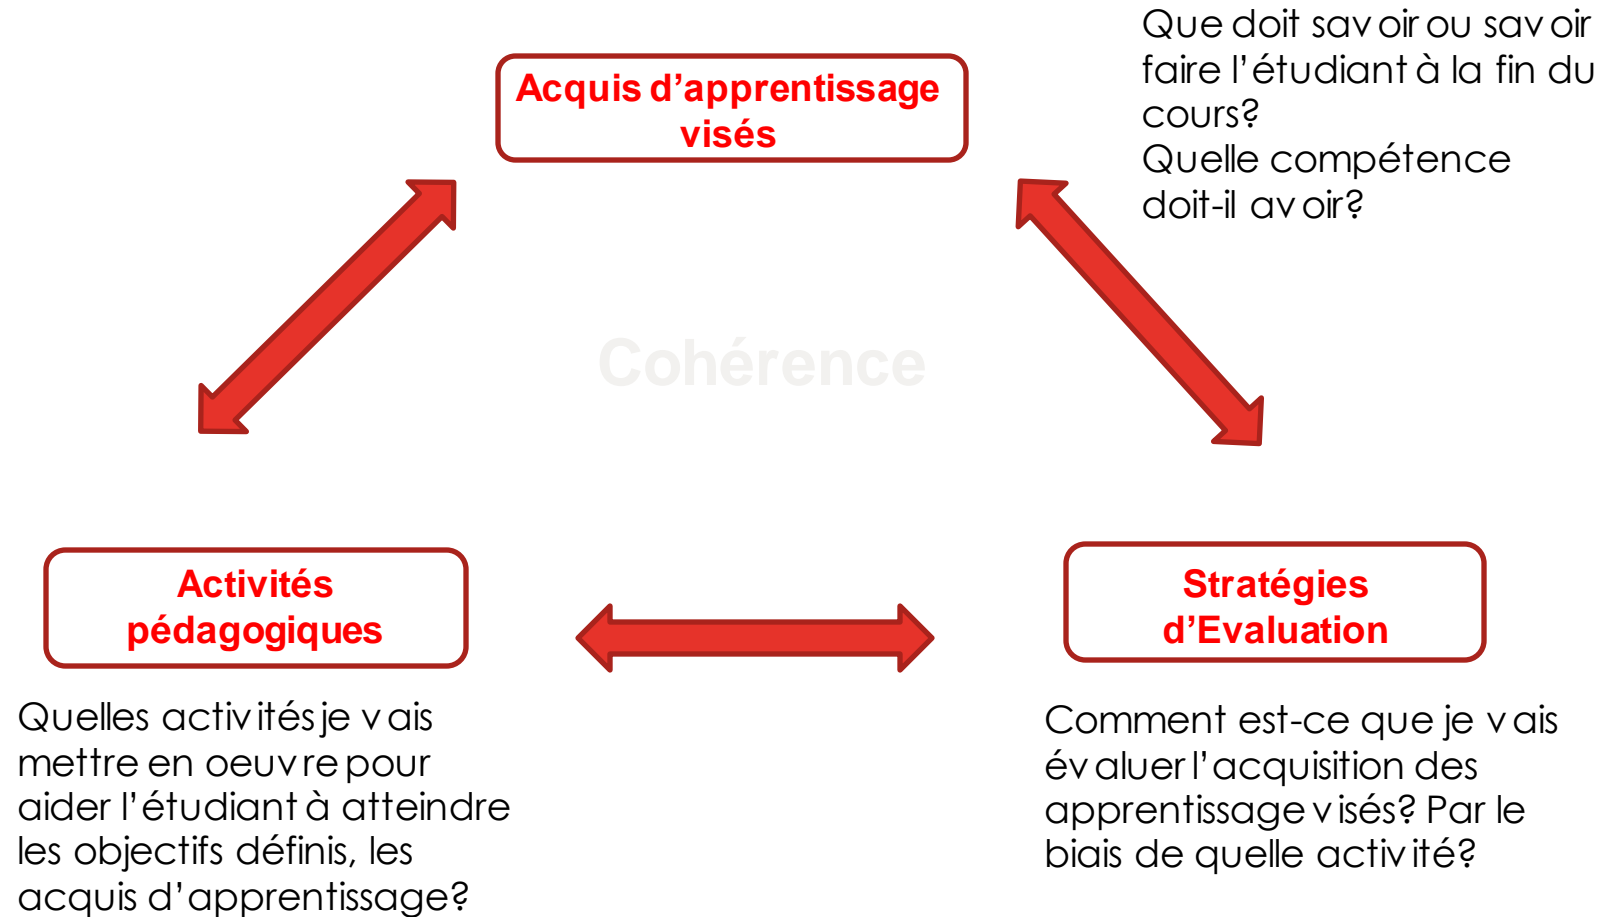 Que doit savoir ou savoir
faire l’étudiant à la fin du
cours?
Quelle compétence
doit-il avoir?
Acquis d’apprentissage
visés
Cohérence
Activités
pédagogiques
Stratégies
d’Evaluation
Quelles activités je vais
mettre en oeuvre pour
aider l’étudiant à atteindre
les objectifs définis, les
acquis d’apprentissage?
Comment est-ce que je vais
évaluer l’acquisition des
apprentissage visés? Par le
biais de quelle activité?